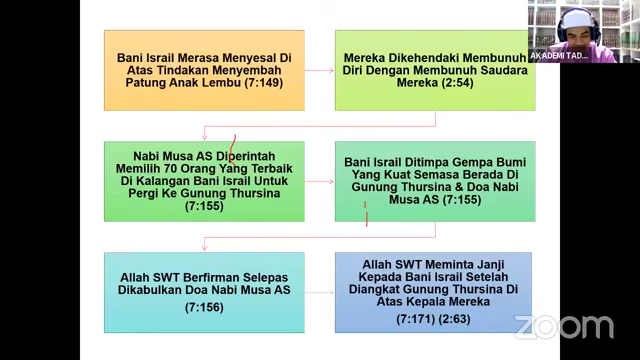 Bani Israil Merasa Menyesal Di
Atas Tindakan Menyembah
Patung Anak Lembu (7:149)
Mereka Dikehendaki Membunuh
Diri Dengan Membunuh Saudara
Mereka (2:54)
Nabi Musa AS Diperintah
Memilih 70 Orang Yang Terbaik
Di Kalangan Bani Israil Untuk
Pergi Ke Gunung Thursina
(7:155)
Bani Israil Ditimpa Gempa Bumi
Yang Kuat Semasa Berada Di
Gunung Thursina & Doa Nabi
Musa AS (7:155)
Allah SWT Berfirman Selepas
Dikabulkan Doa Nabi Musa AS
(7:156)
Allah SWT Meminta Janji
Kepada Bani Israil Setelah
Diangkat Gunung Thursina Di
Atas Kepala Mereka
(7:171) (2:63)
AKADEMI TAD...
zoom